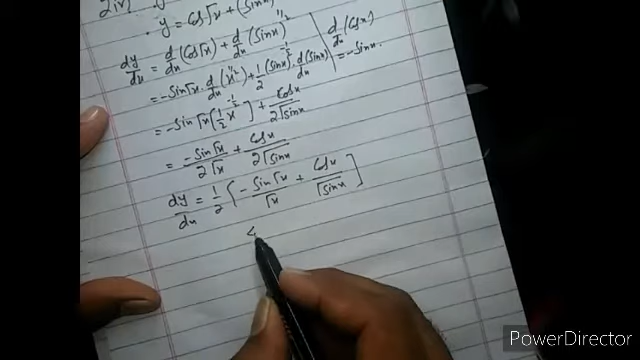 y = Cos√x + (Sinx)^1/2
dy/dx = d/dx (Cos√x) + d/dx (Sinx)^1/2
d/dx (Cosx) = -Sinx.
= -Sin√x · d/dx (x^1/2) + 1/2 (Sinx)^-1/2 · d/dx (Sinx)
= -Sin√x [1/2 x^-1/2] + Cosx/2√Sinx
= -Sin√x/2√x + Cosx/2√Sinx
dy/dx = 1/2 [-Sin√x/√x + Cosx/√Sinx]
PowerDirector